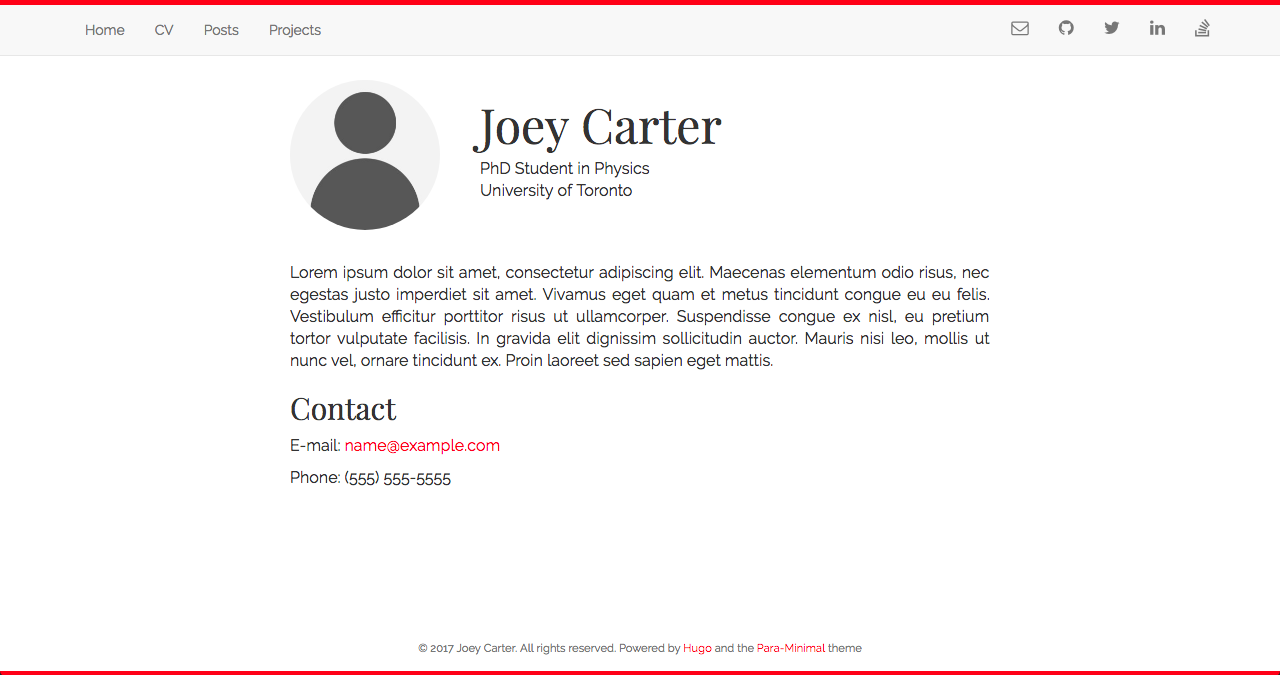 Home CV Posts Projects
Joey Carter
PhD Student in Physics
University of Toronto
Lorem ipsum dolor sit amet, consectetur adipiscing elit. Maecenas elementum odio risus, nec
egestas justo imperdiet sit amet. Vivamus eget quam et metus tincidunt congue eu eu felis.
Vestibulum efficitur porttitor risus ut ullamcorper. Suspendisse congue ex nisl, eu pretium
tortor vulputate facilisis. In gravida elit dignissim sollicitudin auctor. Mauris nisi leo, mollis ut
nunc vel, ornare tincidunt ex. Proin laoreet sed sapien eget mattis.
Contact
E-mail: name@example.com
Phone: (555) 555-5555
© 2017 Joey Carter. All rights reserved. Powered by Hugo and the Para-Minimal theme